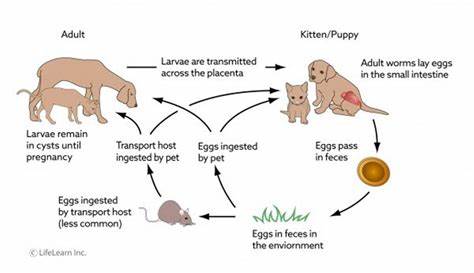 Adult
Kitten/Puppy
Larvae are transmitted
across the placenta
Adult worms lay eggs
in the small intestine
Larvae remain
in cysts until
pregnancy
Transport host
ingested by pet
Eggs ingested
by pet
Eggs pass
in feces
Eggs ingested
by transport host
(less common)
Eggs in feces in
the enviornment
© LifeLearn Inc.